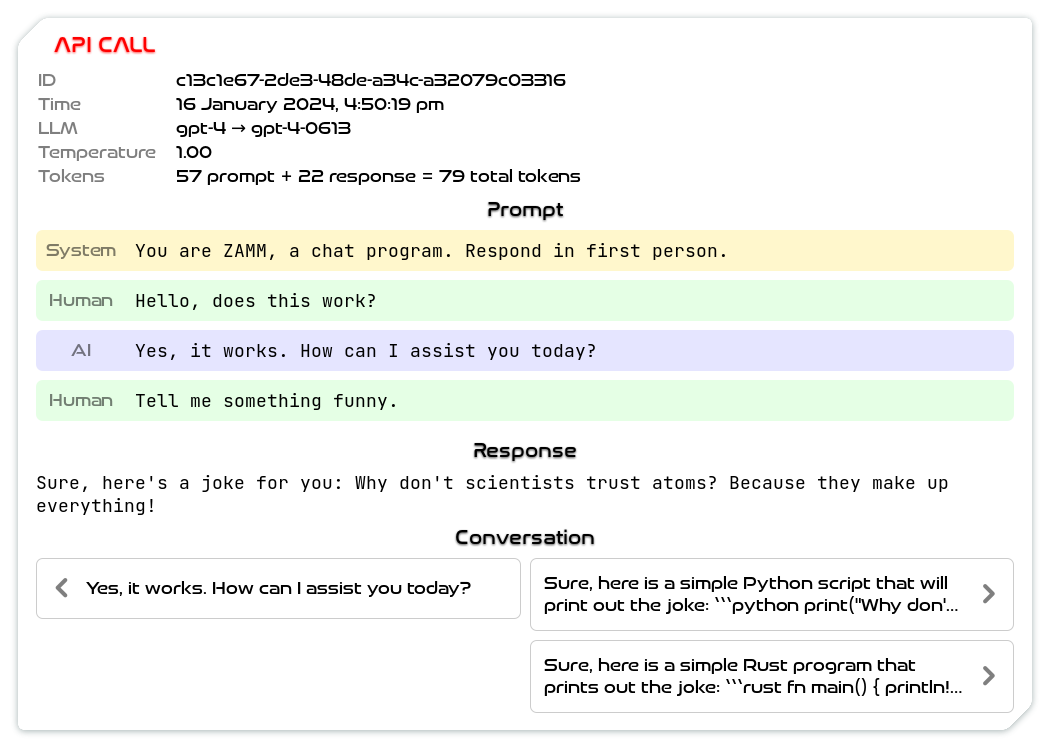 API CALL
ID c13c1e67-2de3-48de-a34c-a32079c03316
Time 16 January 2024, 4:50:19 pm
LLM gpt-4 → gpt-4-0613
Temperature 1.00
Tokens 57 prompt + 22 response = 79 total tokens
Prompt
System You are ZAMM, a chat program. Respond in first person.
Human Hello, does this work?
AI Yes, it works. How can I assist you today?
Human Tell me something funny.
Response
Sure, here's a joke for you: Why don't scientists trust atoms? Because they make up
everything!
Conversation
Yes, it works. How can I assist you today?
Sure, here is a simple Python script that will
print out the joke: ```python print("Why don'...
Sure, here is a simple Rust program that
prints out the joke: ```rust fn main() { println!...